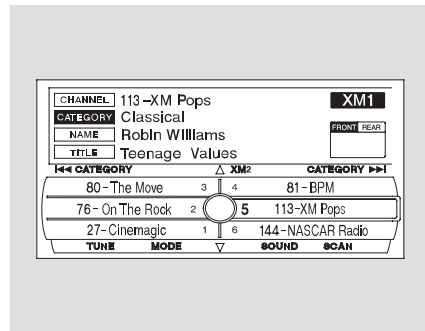 CHANNEL 113-XM Pops XM1
CATEGORY Classical
NAME Robin Williams FRONT REAR
TITLE Teenage Values
CATEGORY XM2 CATEGORY
80-The Move 3 4 81-BPM
76-On The Rock 2 5 113-XM Pops
27-Cinemagic 1 6 144-NASCAR Radio
TUNE MODE SOUND SCAN